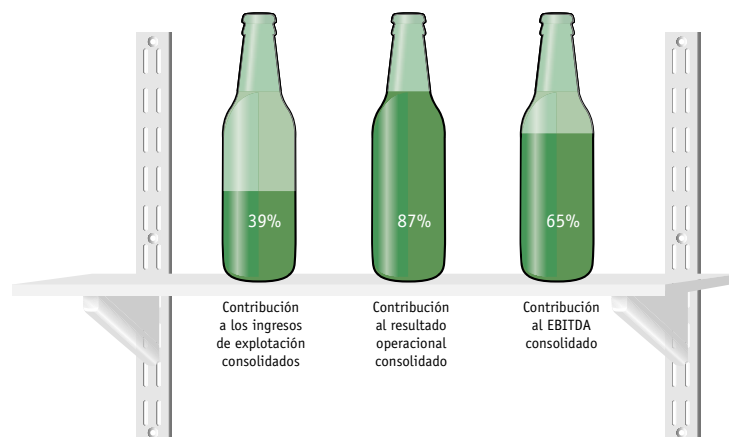 39%
87%
65%
Contribución
a los ingresos
de explotación
consolidados
Contribución
al resultado
operacional
consolidado
Contribución
al EBITDA
consolidado